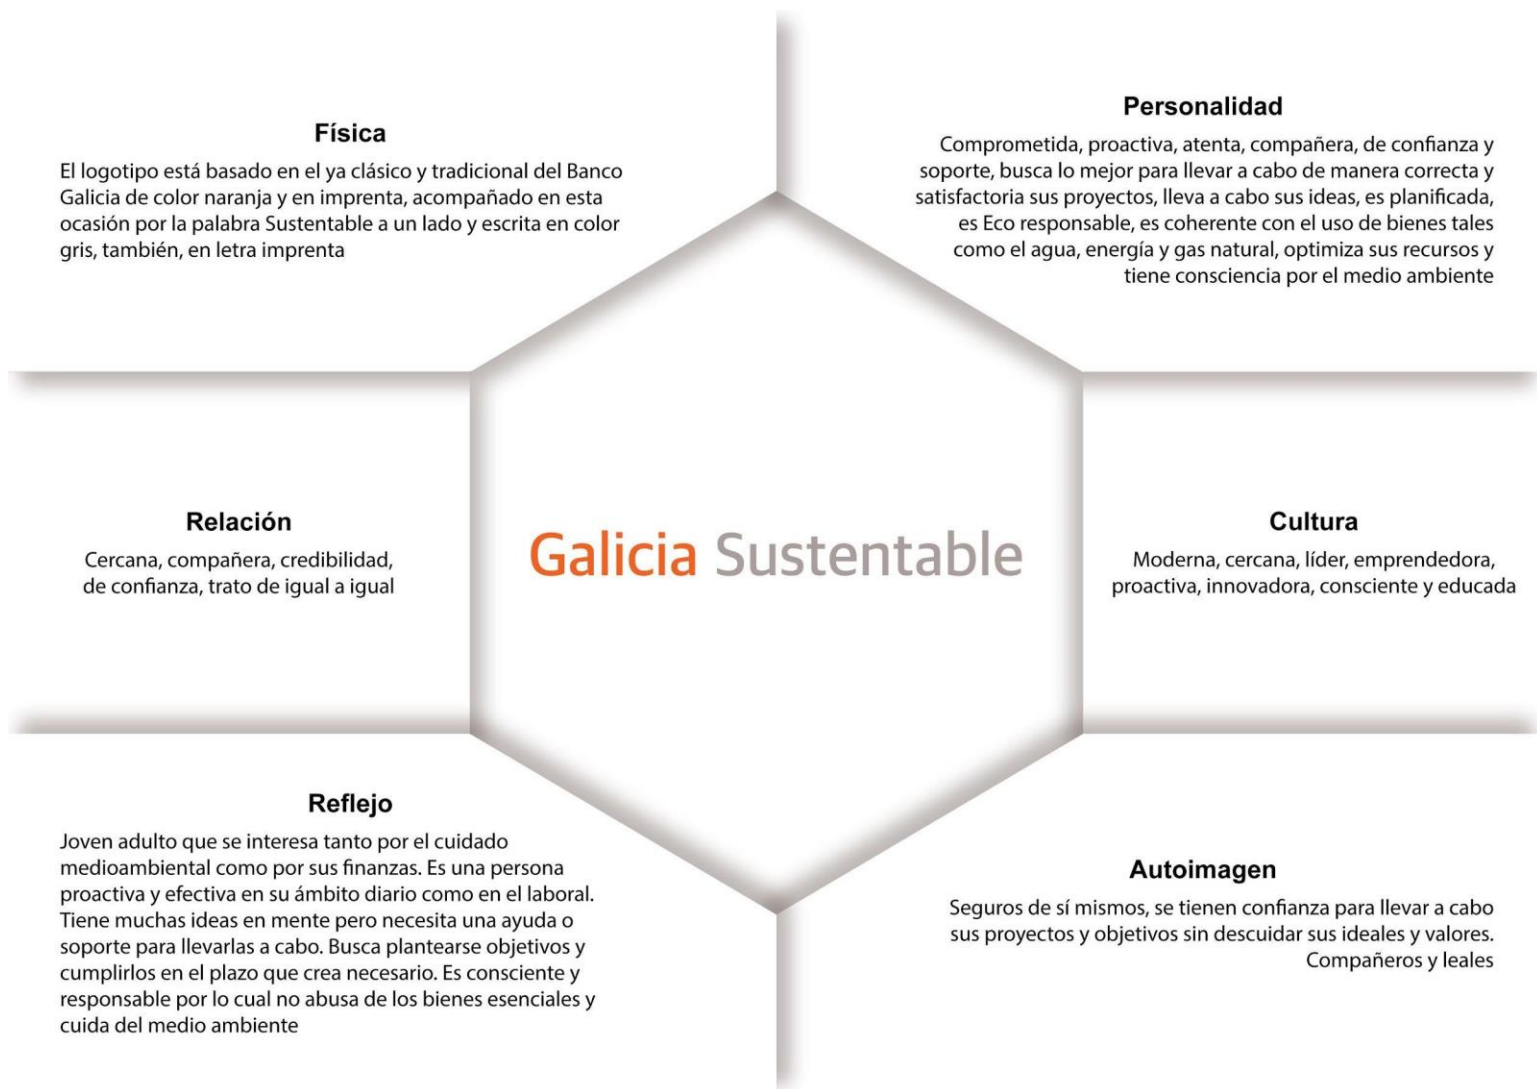 Física
El logotipo está basado en el ya clásico y tradicional del Banco
Galicia de color naranja y en imprenta, acompañado en esta
ocasión por la palabra Sustentable a un lado y escrita en color
gris, también, en letra imprenta
Personalidad
Comprometida, proactiva, atenta, compañera, de confianza y
soporte, busca lo mejor para llevar a cabo de manera correcta y
satisfactoria sus proyectos, lleva a cabo sus ideas, es planificada,
es Eco responsable, es coherente con el uso de bienes tales
como el agua, energía y gas natural, optimiza sus recursos y
tiene consciencia por el medio ambiente
Relación
Cercana, compañera, credibilidad,
de confianza, trato de igual a igual
Galicia Sustentable
Cultura
Moderna, cercana, líder, emprendedora,
proactiva, innovadora, consciente y educada
Reflejo
Joven adulto que se interesa tanto por el cuidado
medioambiental como por sus finanzas. Es una persona
proactiva y efectiva en su ámbito diario como en el laboral.
Tiene muchas ideas en mente pero necesita una ayuda o
soporte para llevarlas a cabo. Busca plantearse objetivos y
cumplirlos en el plazo que crea necesario. Es consciente y
responsable por lo cual no abusa de los bienes esenciales y
cuida del medio ambiente
Autoimagen
Seguros de sí mismos, se tienen confianza para llevar a cabo
sus proyectos y objetivos sin descuidar sus ideales y valores.
Compañeros y leales